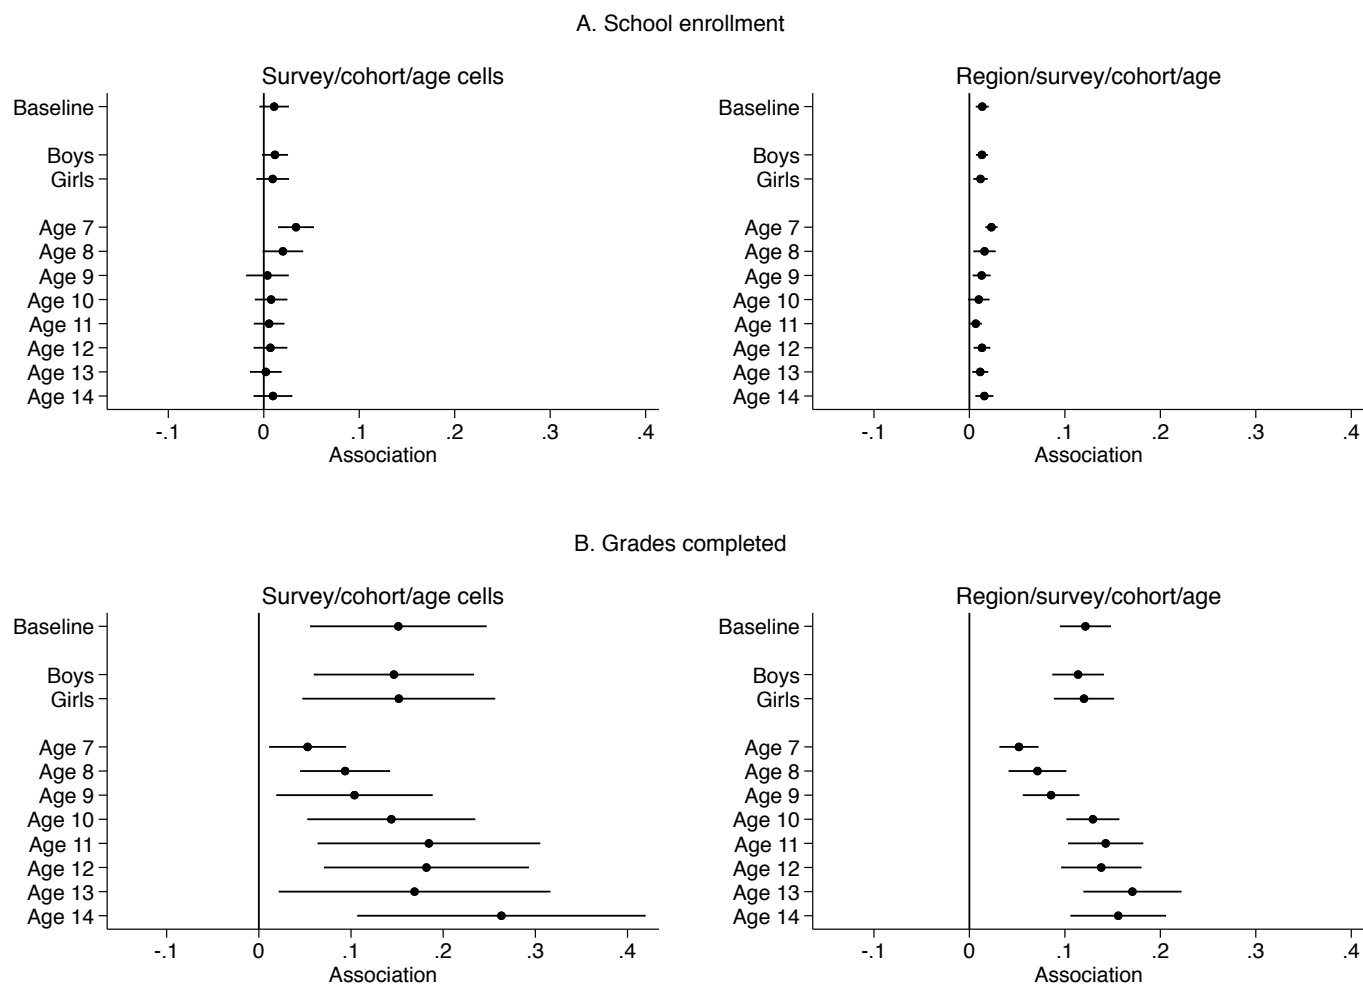 A. School enrollment
Survey/cohort/age cells
Baseline
Boys
Girls
Age 7
Age 8
Age 9
Age 10
Age 11
Age 12
Age 13
Age 14
-.1 0 .1 .2 .3 .4
Association
Region/survey/cohort/age
Baseline
Boys
Girls
Age 7
Age 8
Age 9
Age 10
Age 11
Age 12
Age 13
Age 14
-.1 0 .1 .2 .3 .4
Association
B. Grades completed
Survey/cohort/age cells
Baseline
Boys
Girls
Age 7
Age 8
Age 9
Age 10
Age 11
Age 12
Age 13
Age 14
-.1 0 .1 .2 .3 .4
Association
Region/survey/cohort/age
Baseline
Boys
Girls
Age 7
Age 8
Age 9
Age 10
Age 11
Age 12
Age 13
Age 14
-.1 0 .1 .2 .3 .4
Association